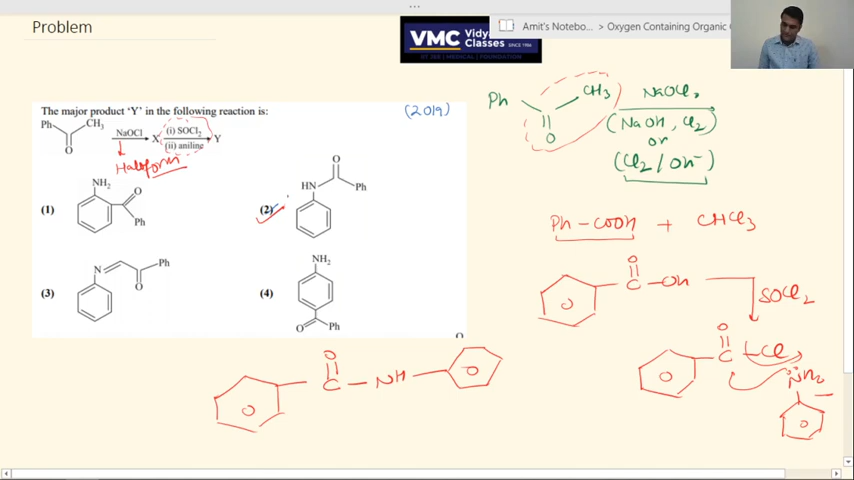 Problem
VMC Vidya
Classes SINCE 1986
Amit's Notebo... > Oxygen Containing Organic
The major product 'Y' in the following reaction is:
(2019)
Ph CH3
O
NaOCl X (i) SOCl2 Y
(ii) aniline
Haloform
(1) NH2 O Ph
(2) HN O Ph
(3) N O Ph
(4) NH2 O Ph
Ph CH3
O
NaOCl,
(NaOH, Cl2)
or
(Cl2/OH-)
Ph-COOH + CHCl3
O
C-OH
SOCl2
O
C-Cl
NH2
O
C-NH